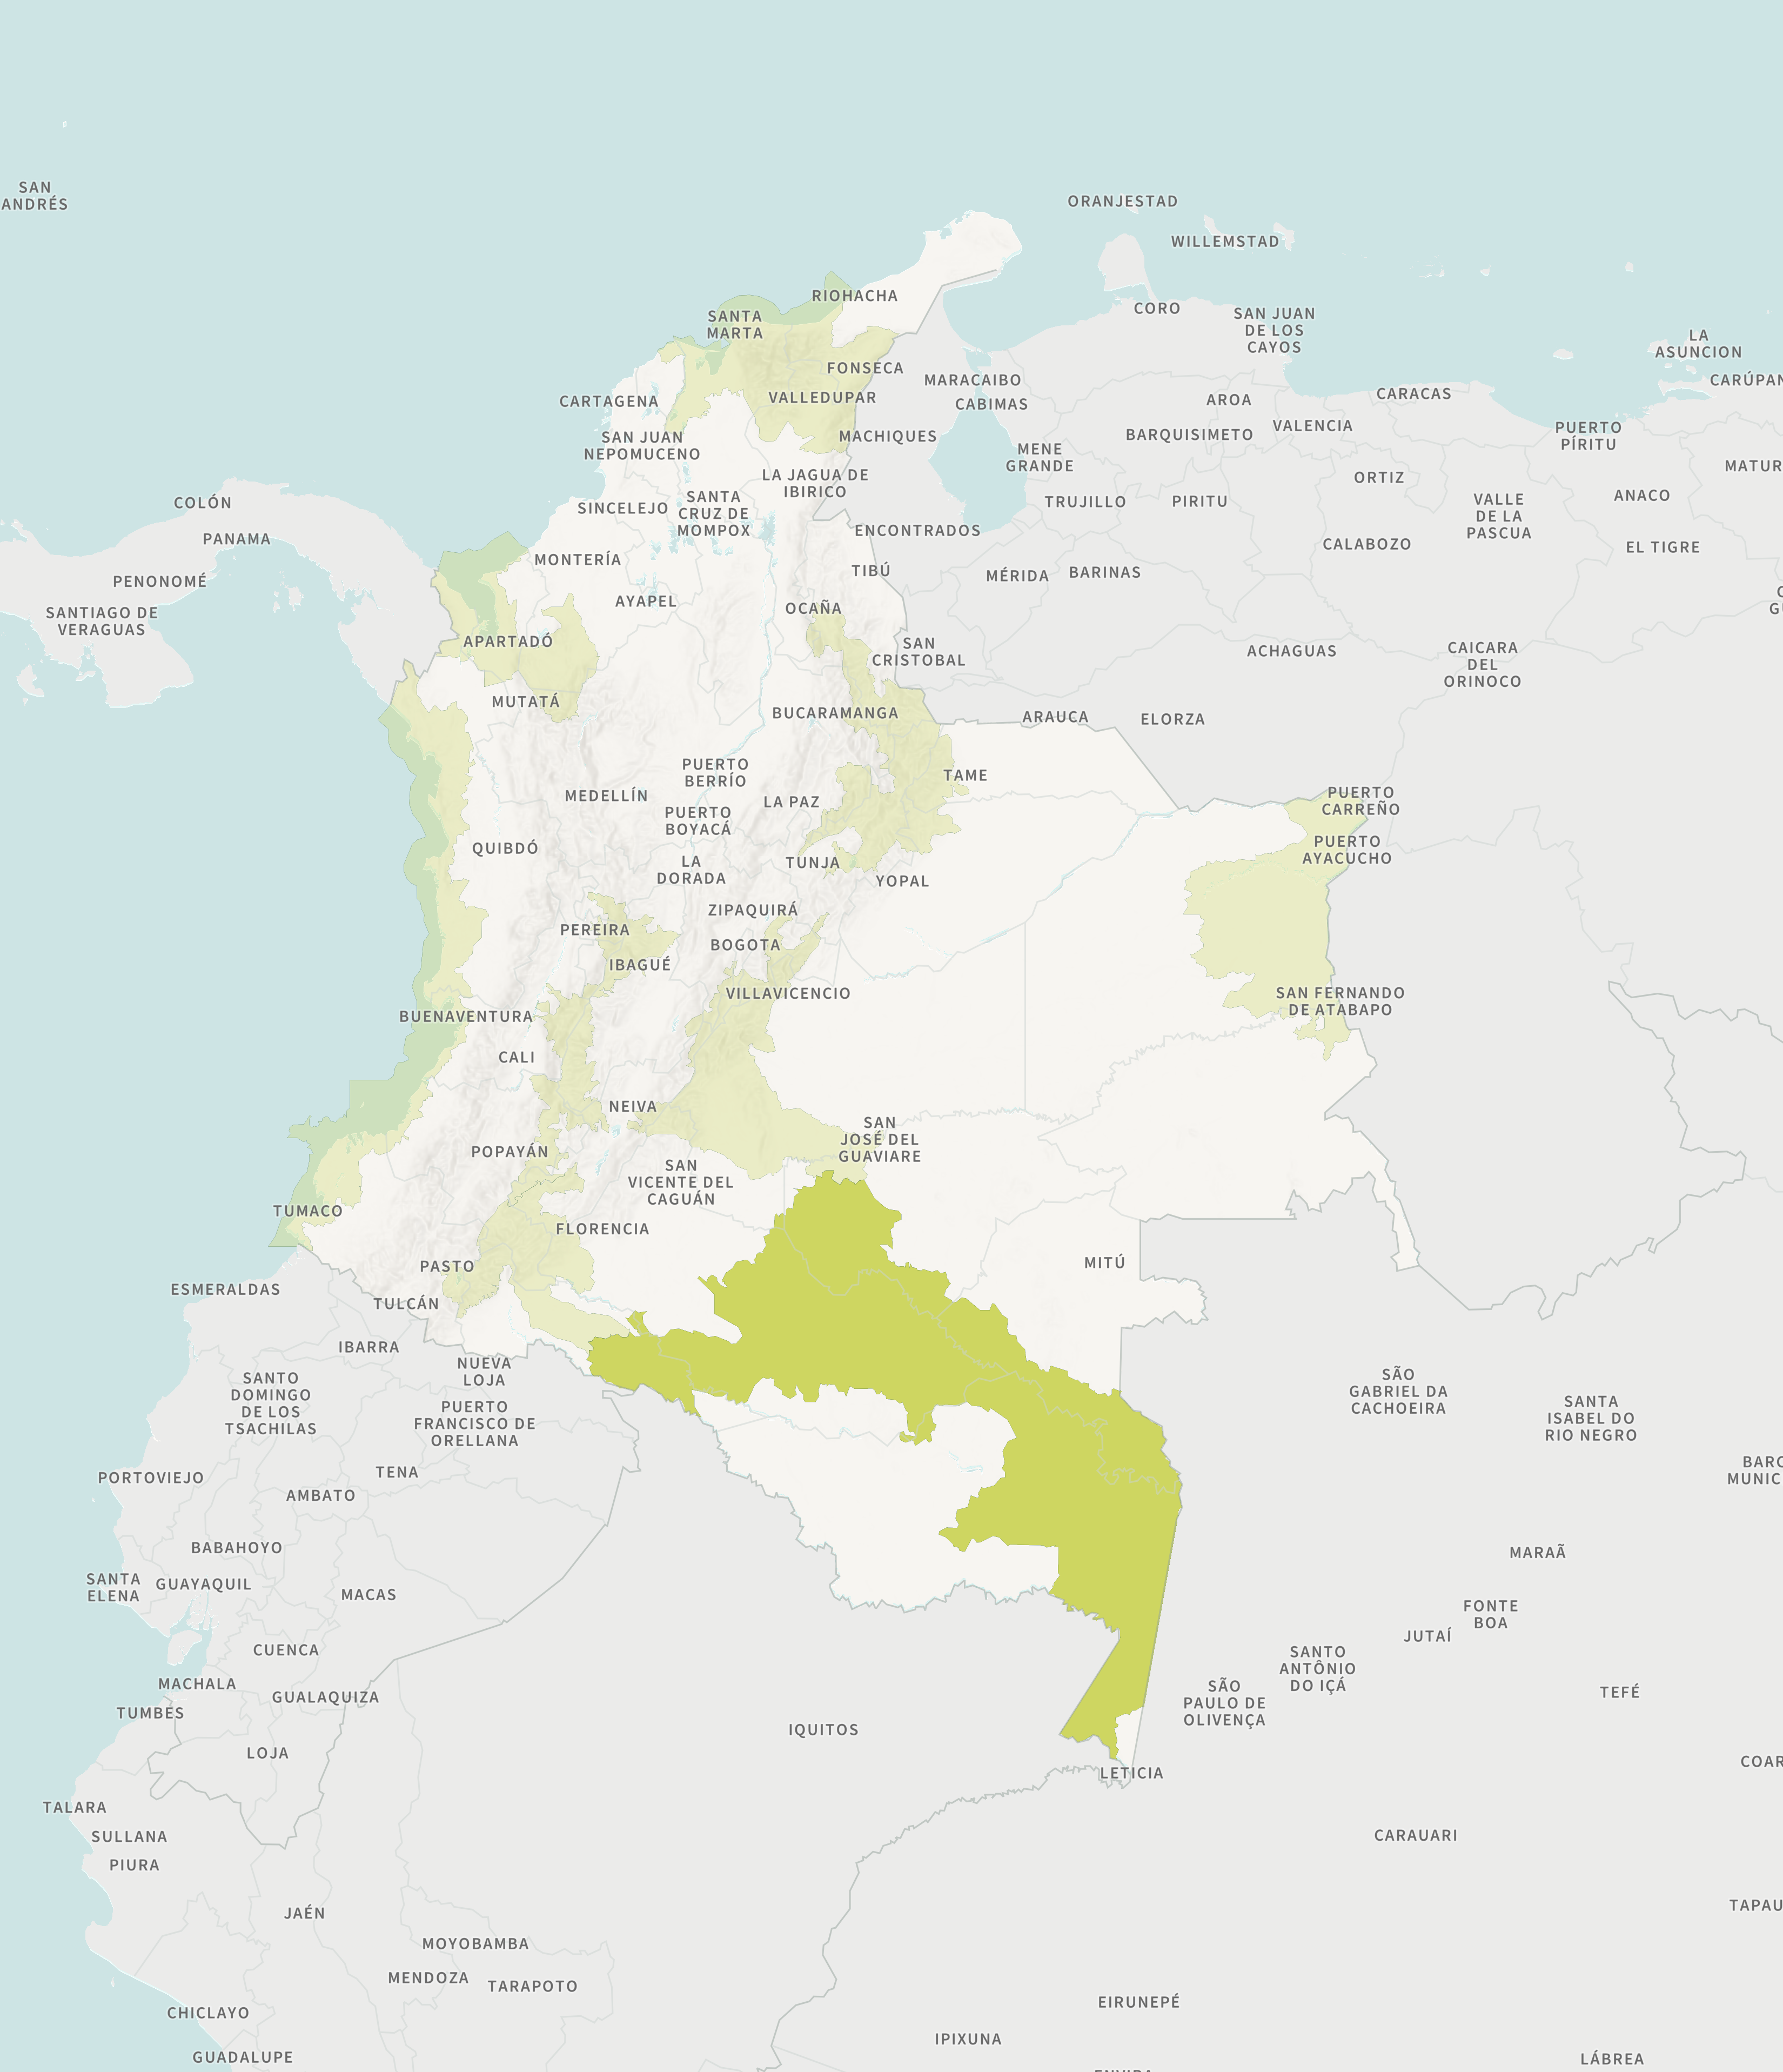 SAN
ANDRÉS
ORANJESTAD
WILLEMSTAD
RIOHACHA
SANTA
MARTA
CORO
SAN JUAN
DE LOS
CAYOS
LA
ASUNCION
FONSECA
MARACAIBO
CARÚPAN
VALLEDUPAR
CABIMAS
AROA
CARACAS
CARTAGENA
VALENCIA
SAN JUAN
NEPOMUCENO
MACHIQUES
BARQUISIMETO
PUERTO
PÍRITU
MENE
GRANDE
MATUR
LA JAGUA DE
IBIRICO
ORTIZ
COLÓN
SINCELEJO
SANTA
CRUZ DE
MOMPOX
TRUJILLO
PIRITU
VALLE
DE LA
PASCUA
ANACO
PANAMA
ENCONTRADOS
CALABOZO
EL TIGRE
MONTERÍA
PENONOMÉ
TIBÚ
MÉRIDA
BARINAS
SANTIAGO DE
VERAGUAS
AYAPEL
OCAÑA
APARTADÓ
SAN
CRISTOBAL
ACHAGUAS
CAICARA
DEL
ORINOCO
MUTATÁ
BUCARAMANGA
ARAUCA
ELORZA
PUERTO
BERRÍO
TAME
MEDELLÍN
LA PAZ
PUERTO
CARREÑO
PUERTO
BOYACÁ
QUIBDÓ
PUERTO
AYACUCHO
LA
DORADA
TUNJA
YOPAL
ZIPAQUIRÁ
PEREIRA
BOGOTA
IBAGUÉ
VILLAVICENCIO
SAN FERNANDO
DE ATABAPO
BUENAVENTURA
CALI
NEIVA
SAN
JOSÉ DEL
GUAVIARE
POPAYÁN
SAN
VICENTE DEL
CAGUÁN
TUMACO
FLORENCIA
PASTO
MITÚ
ESMERALDAS
TULCÁN
IBARRA
NUEVA
LOJA
SANTO
DOMINGO
DE LOS
TSACHILAS
SÃO
GABRIEL DA
CACHOEIRA
SANTA
ISABEL DO
RIO NEGRO
PUERTO
FRANCISCO DE
ORELLANA
PORTOVIEJO
TENA
BARC
MUNIC
AMBATO
BABAHOYO
MARAÃ
SANTA
ELENA
GUAYAQUIL
MACAS
FONTE
BOA
JUTAÍ
CUENCA
SANTO
ANTÔNIO
DO IÇÁ
MACHALA
GUALAQUIZA
SÃO
PAULO DE
OLIVENÇA
TEFÉ
TUMBES
IQUITOS
LOJA
COAR
LETICIA
TALARA
SULLANA
CARAUARI
PIURA
TAPAU
JAÉN
MOYOBAMBA
MENDOZA
TARAPOTO
EIRUNEPÉ
CHICLAYO
IPIXUNA
GUADALUPE
LÁBREA